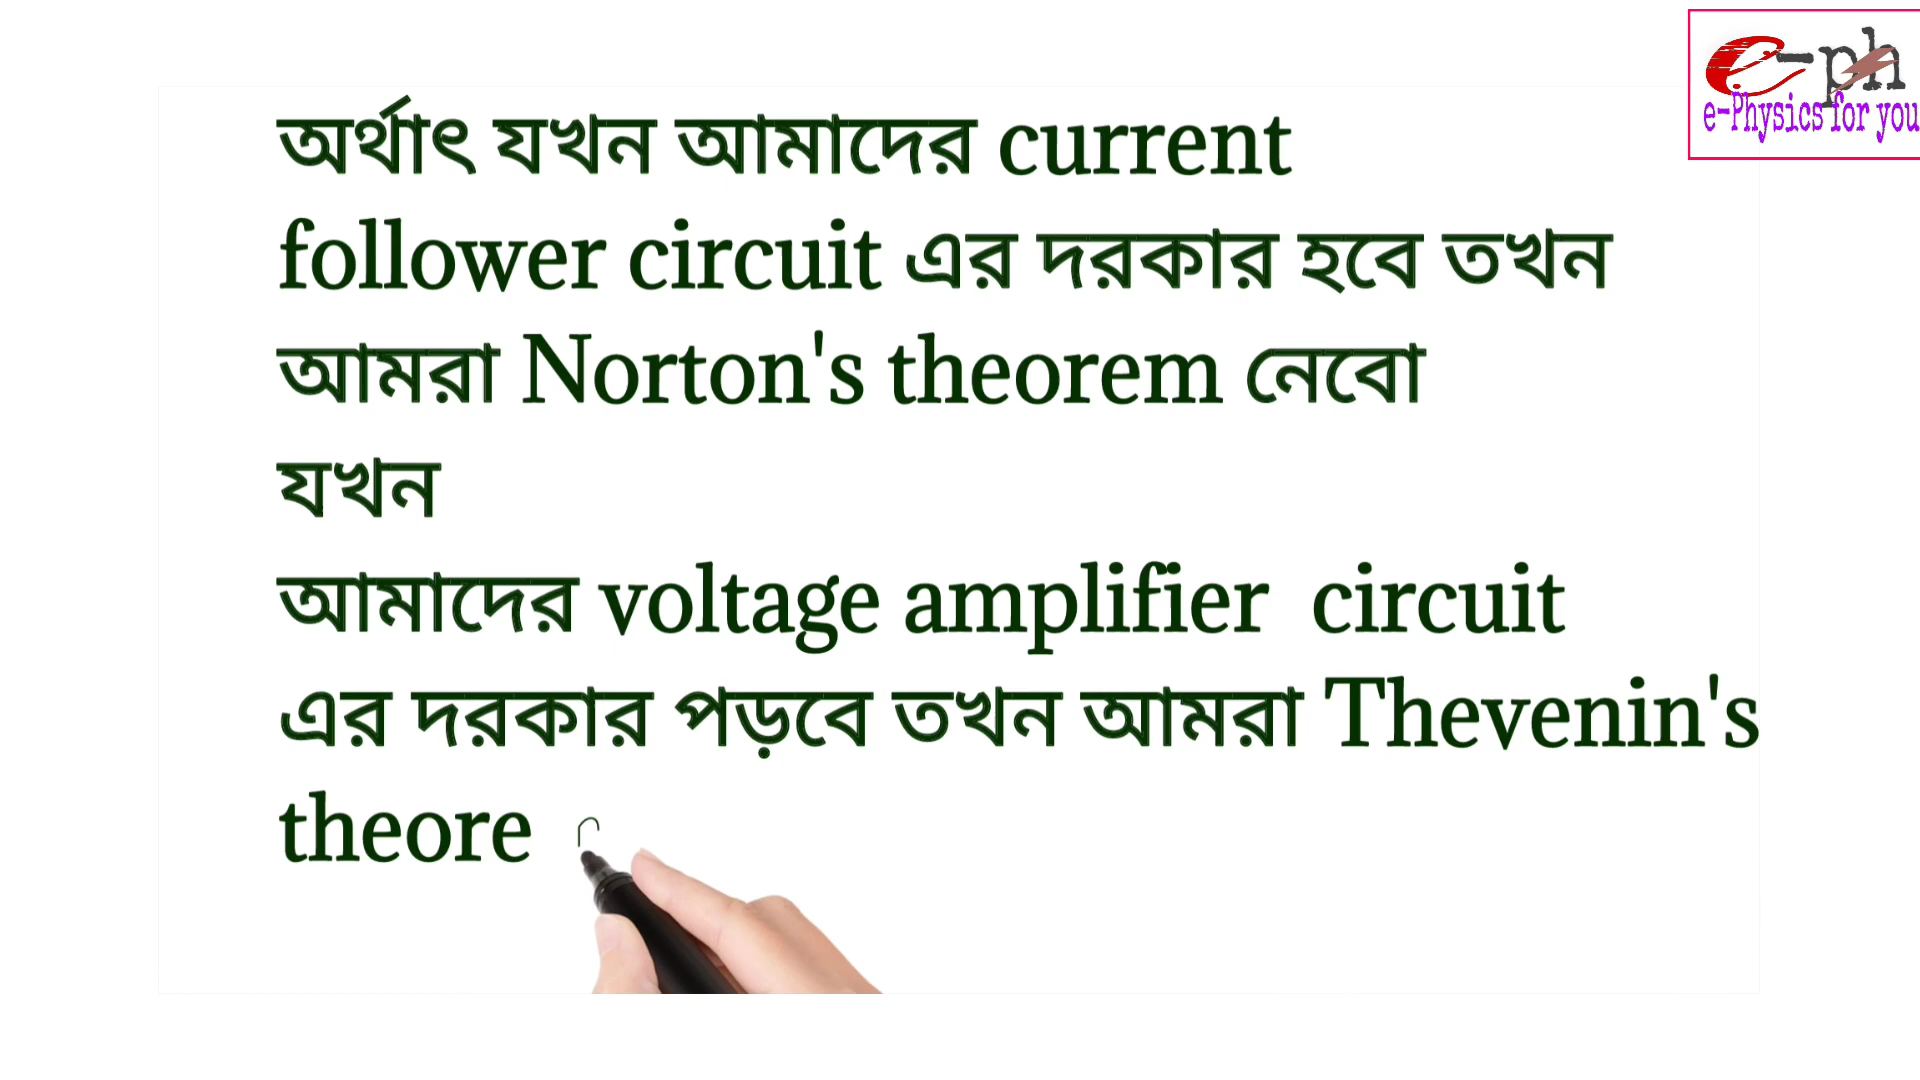 e-ph
e-Physics for you
অর্থাৎ যখন আমাদের current
follower circuit এর দরকার হবে তখন
আমরা Norton's theorem নেবো
যখন
আমাদের voltage amplifier circuit
এর দরকার পড়বে তখন আমরা Thevenin's
theore